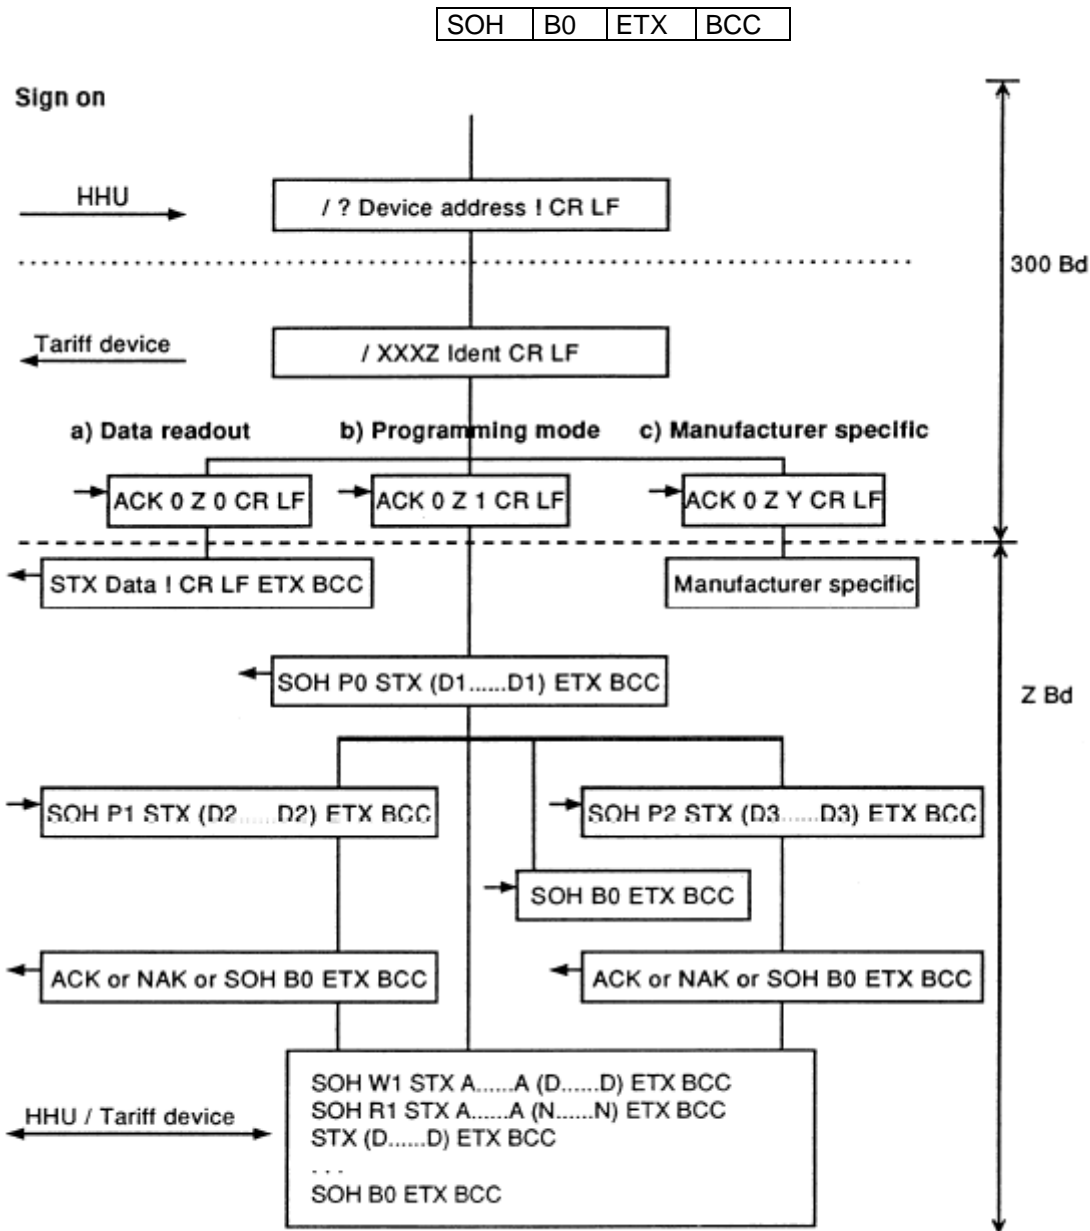 SOH B0 ETX BCC
Sign on
HHU
/ ? Device address ! CR LF
300 Bd
Tariff device
/ XXXZ Ident CR LF
a) Data readout b) Programming mode c) Manufacturer specific
ACK 0 Z 0 CR LF ACK 0 Z 1 CR LF ACK 0 Z Y CR LF
STX Data ! CR LF ETX BCC Manufacturer specific
SOH P0 STX (D1......D1) ETX BCC
Z Bd
SOH P1 STX (D2......D2) ETX BCC SOH P2 STX (D3......D3) ETX BCC
SOH B0 ETX BCC
ACK or NAK or SOH B0 ETX BCC ACK or NAK or SOH B0 ETX BCC
SOH W1 STX A......A (D......D) ETX BCC
SOH R1 STX A......A (N......N) ETX BCC
HHU / Tariff device
STX (D......D) ETX BCC
. . .
SOH B0 ETX BCC